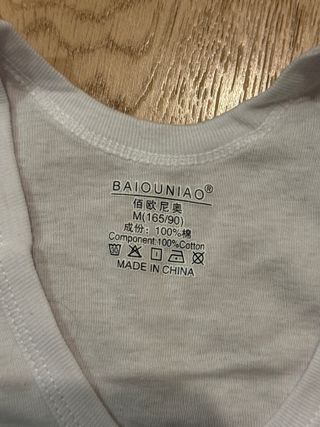 BAIOUNIAO®
佰欧尼奥
M(165/90)
成份：100%棉
Component:100%Cotton
MADE IN CHINA